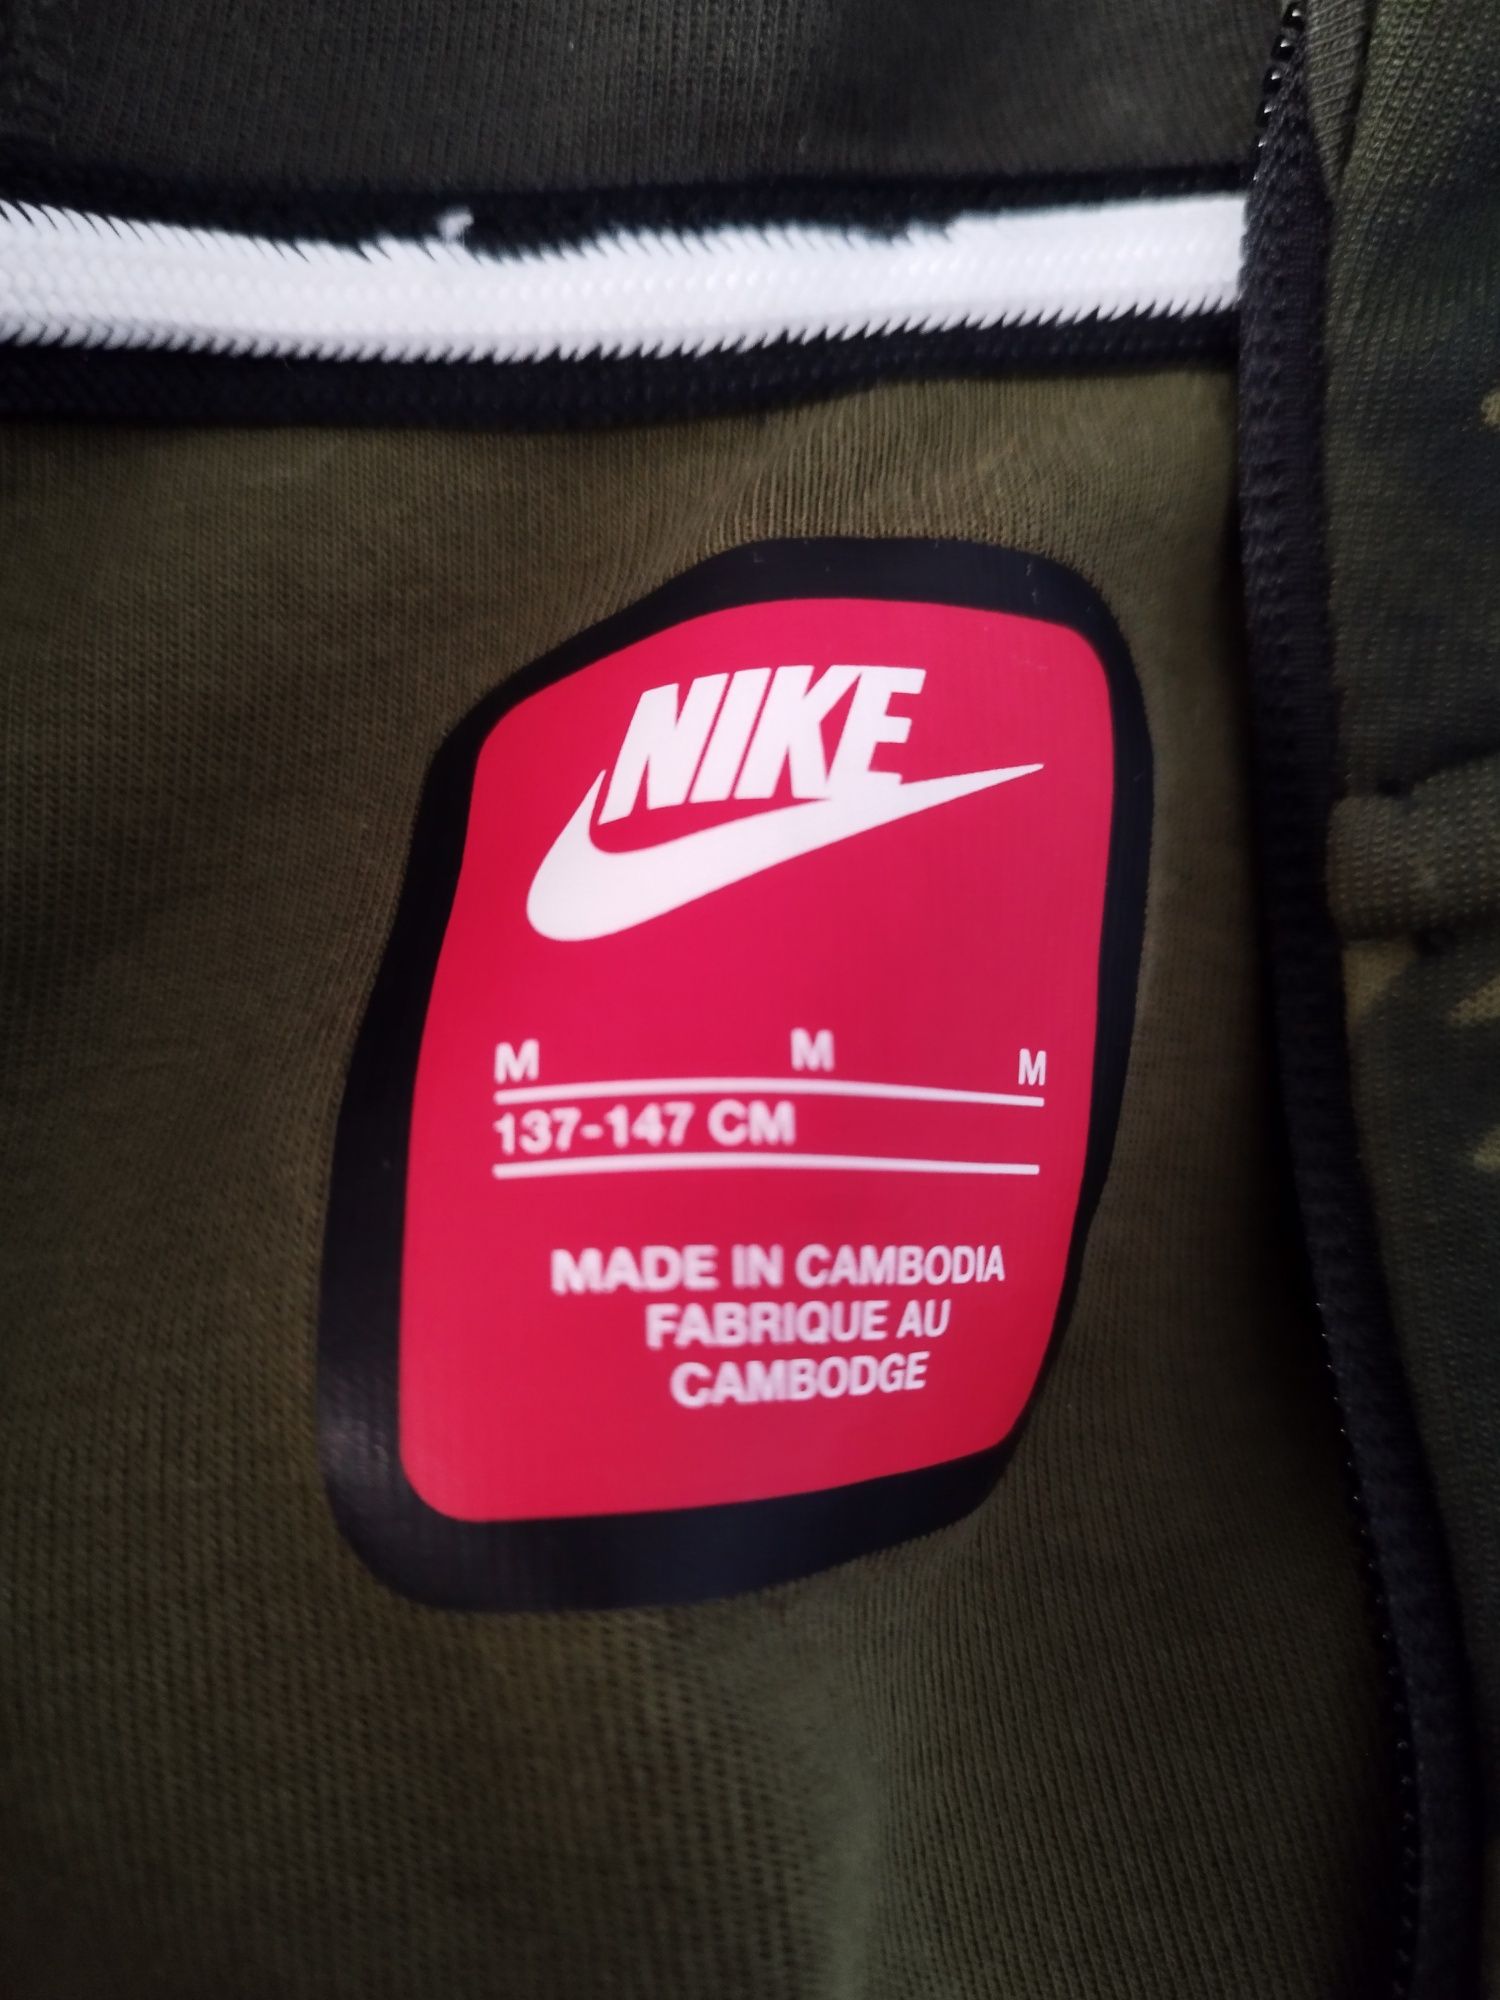 NIKE
M M M
137-147 CM
MADE IN CAMBODIA
FABRIQUE AU
CAMBODGE